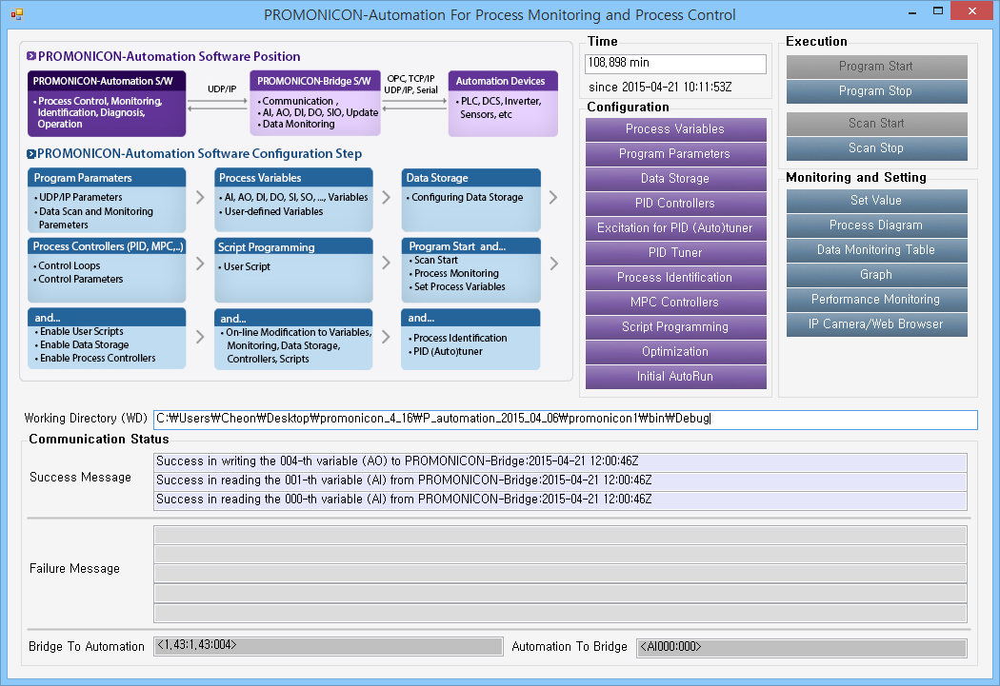 PROMONICON-Automation For Process Monitoring and Process Control
PROMONICON-Automation Software Position
PROMONICON-Automation S/W
• Process Control, Monitoring,
Identification, Diagnosis,
Operation
UDP/IP
PROMONICON-Bridge S/W
• Communication ,
• AI, AO, DI, DO, SIO, Update
• Data Monitoring
OPC, TCP/IP
UDP/IP, Serial
Automation Devices
• PLC, DCS, Inverter,
Sensors, etc
PROMONICON-Automation Software Configuration Step
Program Paramaters
• UDP/IP Parameters
• Data Scan and Monitoring
Paremeters
Process Variables
• AI, AO, DI, DO, SI, SO, ..., Variables
• User-defined Variables
Data Storage
• Configuring Data Storage
Process Controllers (PID, MPC,..)
• Control Loops
• Control Parameters
Script Programming
• User Script
Program Start and...
• Scan Start
• Process Monitoring
• Set Process Variables
and...
• Enable User Scripts
• Enable Data Storage
• Enable Process Controllers
and...
• On-line Modification to Variables,
Monitoring, Data Storage,
Controllers, Scripts
and...
• Process Identification
• PID (Auto)tuner
Time
108,898 min
since 2015-04-21 10:11:53Z
Configuration
Process Variables
Program Parameters
Data Storage
PID Controllers
Excitation for PID (Auto)tuner
PID Tuner
Process Identification
MPC Controllers
Script Programming
Optimization
Initial AutoRun
Execution
Program Start
Program Stop
Scan Start
Scan Stop
Monitoring and Setting
Set Value
Process Diagram
Data Monitoring Table
Graph
Performance Monitoring
IP Camera/Web Browser
Working Directory (WD) C:₩Users₩Cheon₩Desktop₩promonicon_4_16₩P_automation_2015_04_06₩promonicon1₩bin₩Debug
Communication Status
Success Message
Success in writing the 004-th variable (AO) to PROMONICON-Bridge:2015-04-21 12:00:46Z
Success in reading the 001-th variable (AI) from PROMONICON-Bridge:2015-04-21 12:00:46Z
Success in reading the 000-th variable (AI) from PROMONICON-Bridge:2015-04-21 12:00:46Z
Failure Message
Bridge To Automation <1,43:1,43:004> Automation To Bridge <AI000:000>